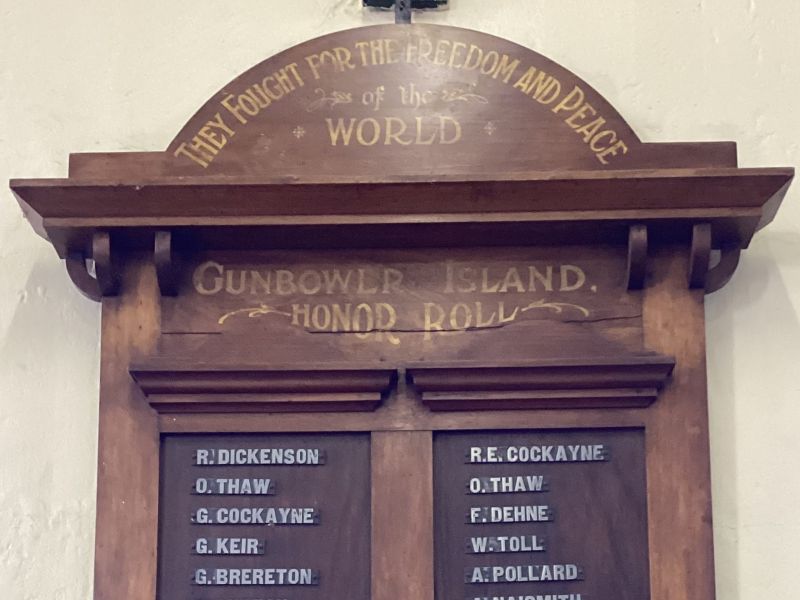 THEY FOUGHT FOR THE FREEDOM AND PEACE
of the
WORLD
GUNBOWER ISLAND.
HONOR ROLL
R. DICKENSON
O. THAW
G. COCKAYNE
G. KEIR
G. BRERETON
R.E. COCKAYNE
O. THAW
F. DEHNE
W. TOLL
A. POLLARD
NAISMITH